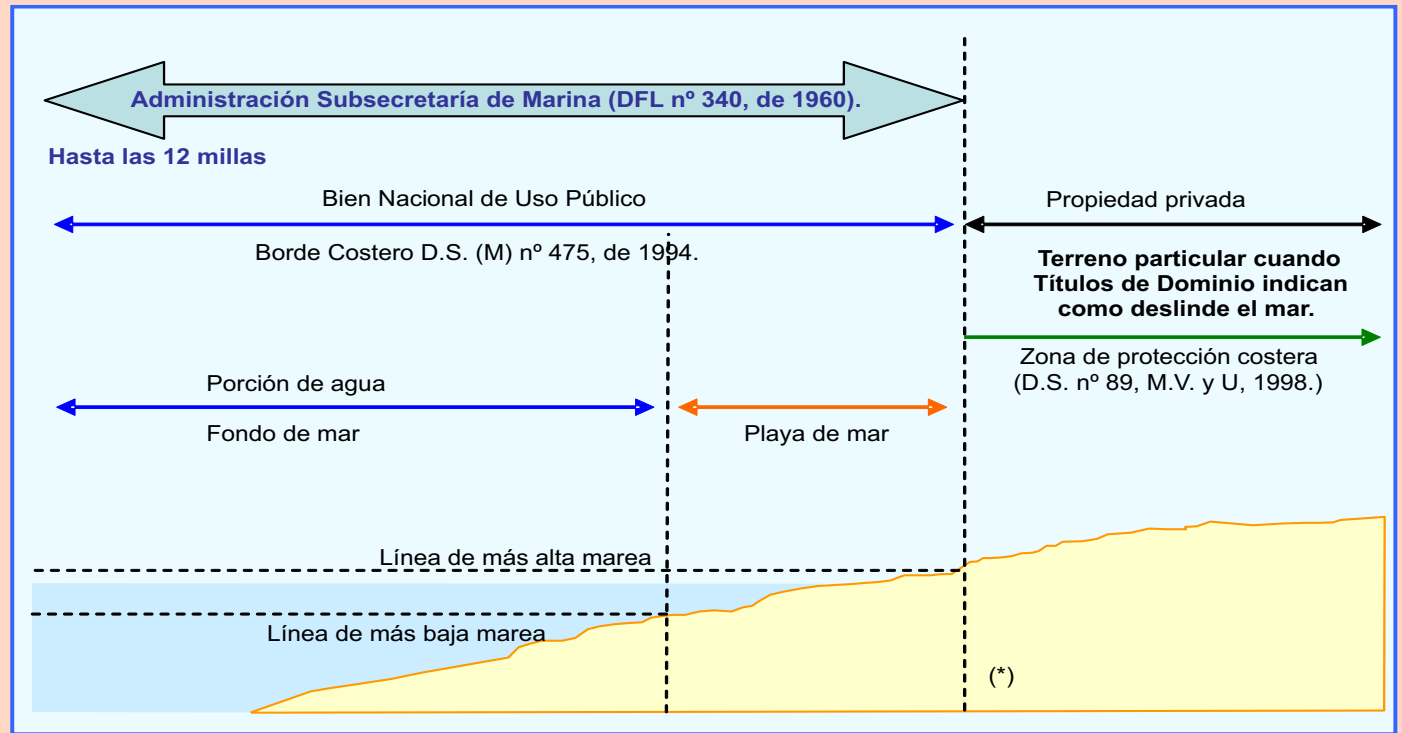 Administración Subsecretaría de Marina (DFL nº 340, de 1960).
Hasta las 12 millas
Bien Nacional de Uso Público
Propiedad privada
Borde Costero D.S. (M) nº 475, de 1994.
Terreno particular cuando
Títulos de Dominio indican
como deslinde el mar.
Zona de protección costera
(D.S. nº 89, M.V. y U, 1998.)
Porción de agua
Fondo de mar
Playa de mar
Línea de más alta marea
Línea de más baja marea
(*)